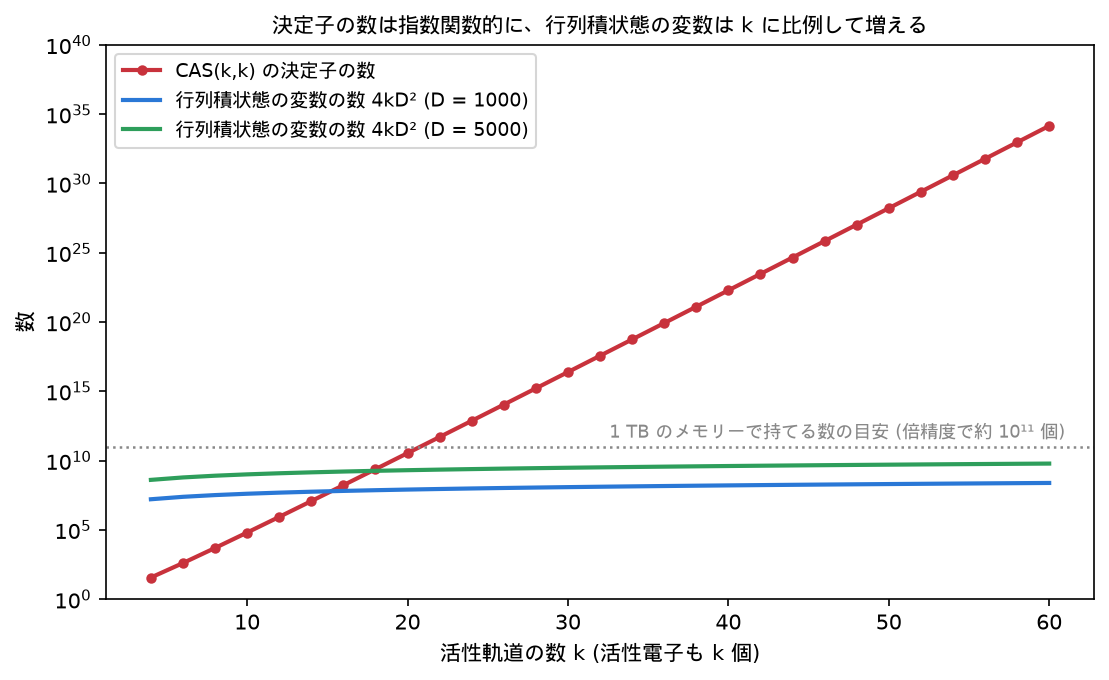 決定子の数は指数関数的に、行列積状態の変数は k に比例して増える
CAS(k,k) の決定子の数
行列積状態の変数の数 4kD² (D = 1000)
行列積状態の変数の数 4kD² (D = 5000)
数
10⁴⁰
10³⁵
10³⁰
10²⁵
10²⁰
10¹⁵
10¹⁰
10⁵
10⁰
1 TB のメモリーで持てる数の目安 (倍精度で約 10¹¹ 個)
10
20
30
40
50
60
活性軌道の数 k (活性電子も k 個)